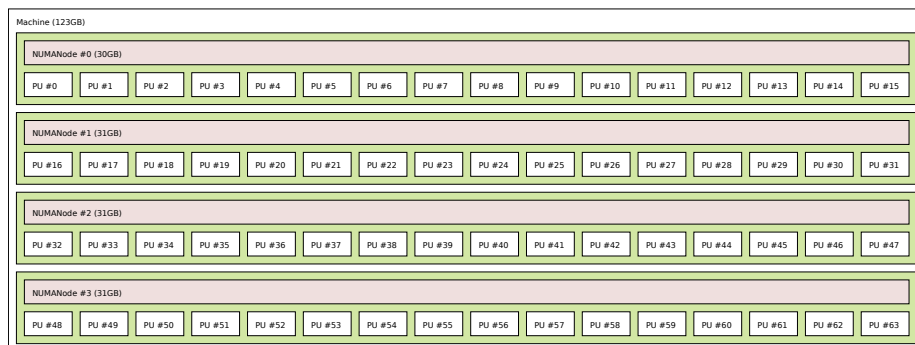 Machine (123GB)
NUMANode #0 (30GB)
PU #0 PU #1 PU #2 PU #3 PU #4 PU #5 PU #6 PU #7 PU #8 PU #9 PU #10 PU #11 PU #12 PU #13 PU #14 PU #15
NUMANode #1 (31GB)
PU #16 PU #17 PU #18 PU #19 PU #20 PU #21 PU #22 PU #23 PU #24 PU #25 PU #26 PU #27 PU #28 PU #29 PU #30 PU #31
NUMANode #2 (31GB)
PU #32 PU #33 PU #34 PU #35 PU #36 PU #37 PU #38 PU #39 PU #40 PU #41 PU #42 PU #43 PU #44 PU #45 PU #46 PU #47
NUMANode #3 (31GB)
PU #48 PU #49 PU #50 PU #51 PU #52 PU #53 PU #54 PU #55 PU #56 PU #57 PU #58 PU #59 PU #60 PU #61 PU #62 PU #63